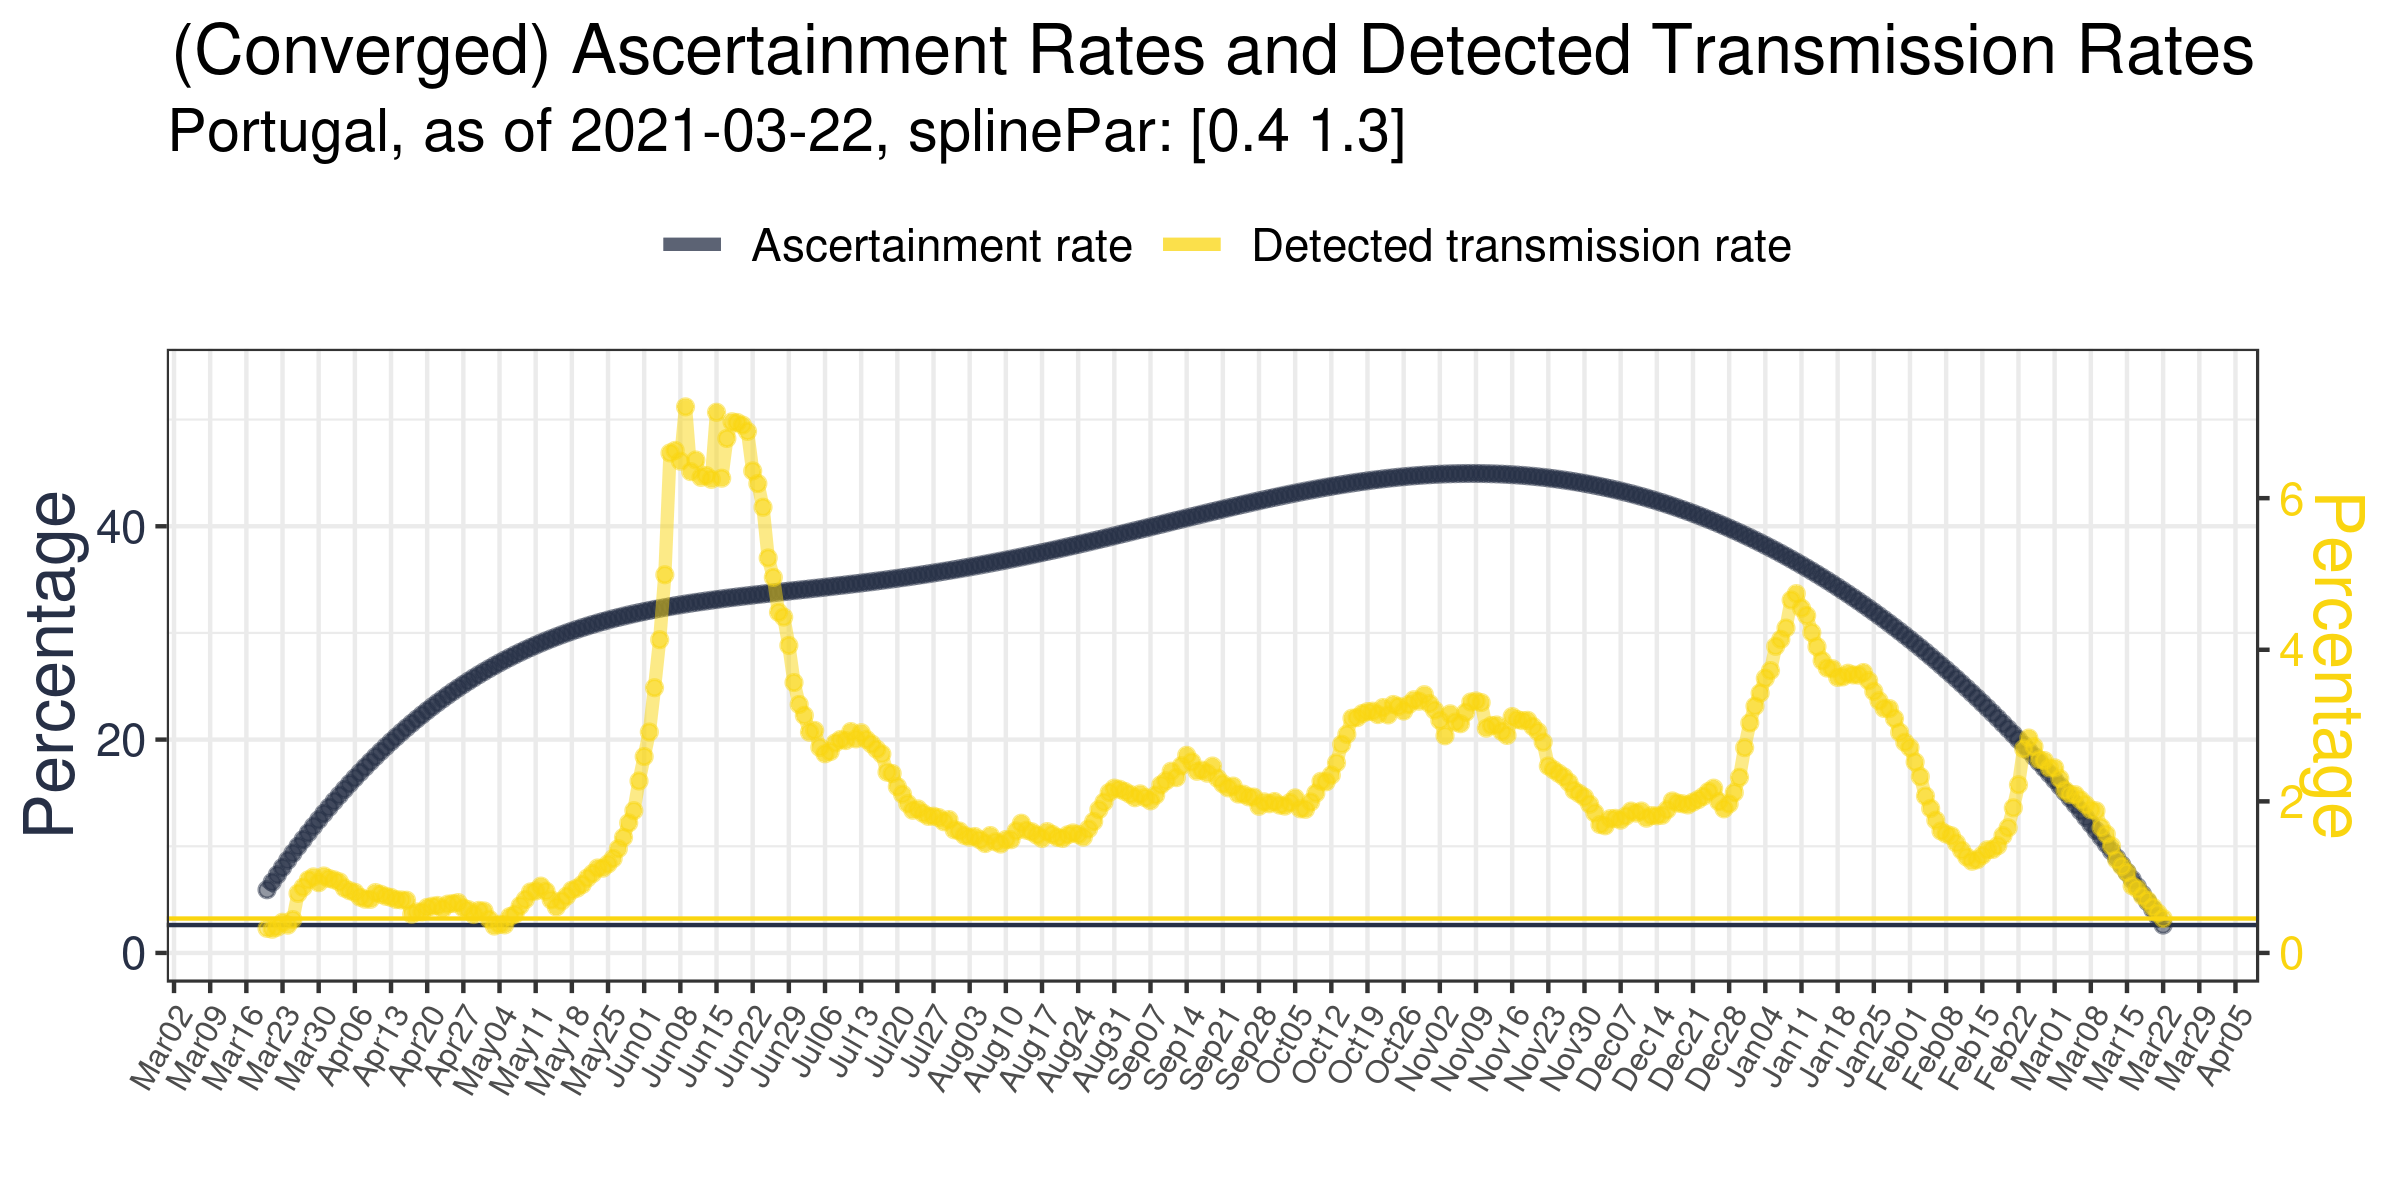 (Converged) Ascertainment Rates and Detected Transmission Rates
Portugal, as of 2021-03-22, splinePar: [0.4 1.3]
Ascertainment rate Detected transmission rate
Percentage
40
20
0
6
4
2
0
Percentage
Mar02 Mar09 Mar16 Mar23 Mar30 Apr06 Apr13 Apr20 Apr27 May04 May11 May18 May25 Jun01 Jun08 Jun15 Jun22 Jun29 Jul06 Jul13 Jul20 Jul27 Aug03 Aug10 Aug17 Aug24 Aug31 Sep07 Sep14 Sep21 Sep28 Oct05 Oct12 Oct19 Oct26 Nov02 Nov09 Nov16 Nov23 Nov30 Dec07 Dec14 Dec21 Dec28 Jan04 Jan11 Jan18 Jan25 Feb01 Feb08 Feb15 Feb22 Mar01 Mar08 Mar15 Mar22 Mar29 Apr05